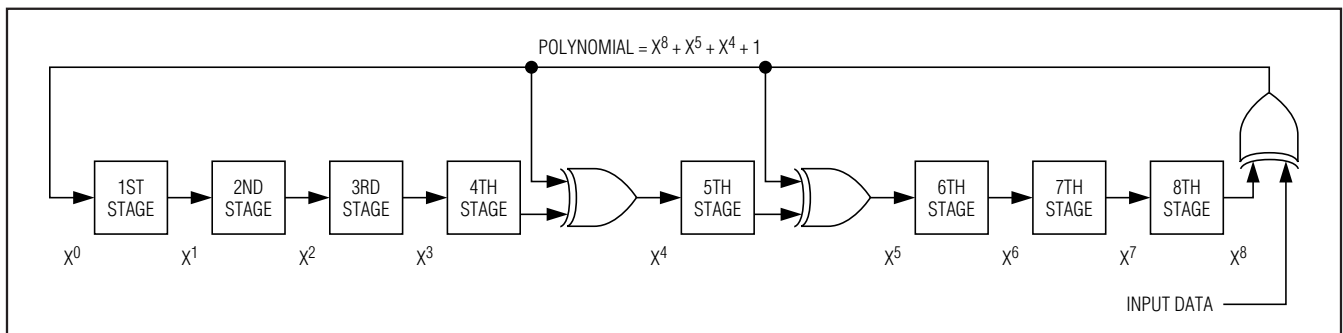 POLYNOMIAL = X⁸ + X⁵ + X⁴ + 1
1ST
STAGE
2ND
STAGE
3RD
STAGE
4TH
STAGE
5TH
STAGE
6TH
STAGE
7TH
STAGE
8TH
STAGE
X⁰
X¹
X²
X³
X⁴
X⁵
X⁶
X⁷
X⁸
INPUT DATA